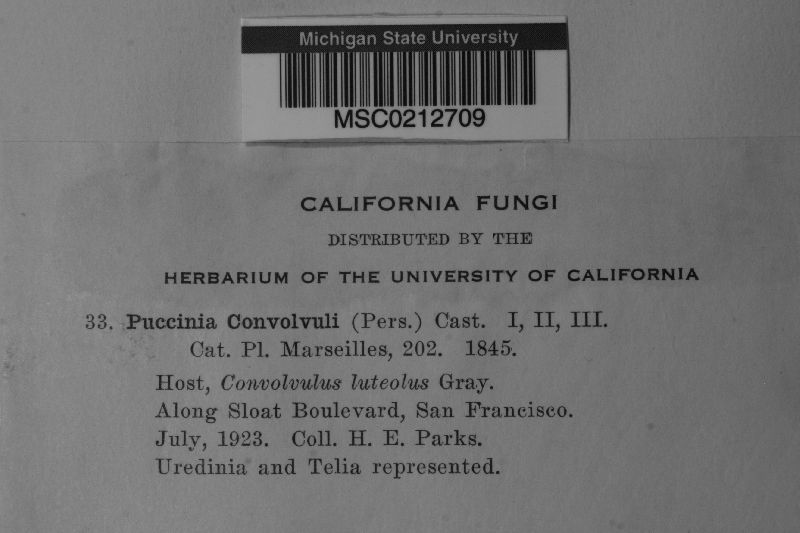 Michigan State University
MSC0212709
CALIFORNIA FUNGI
DISTRIBUTED BY THE
HERBARIUM OF THE UNIVERSITY OF CALIFORNIA
33. Puccinia Convolvuli (Pers.) Cast. I, II, III.
Cat. Pl. Marseilles, 202. 1845.
Host, Convolvulus luteolus Gray.
Along Sloat Boulevard, San Francisco.
July, 1923. Coll. H. E. Parks.
Uredinia and Telia represented.